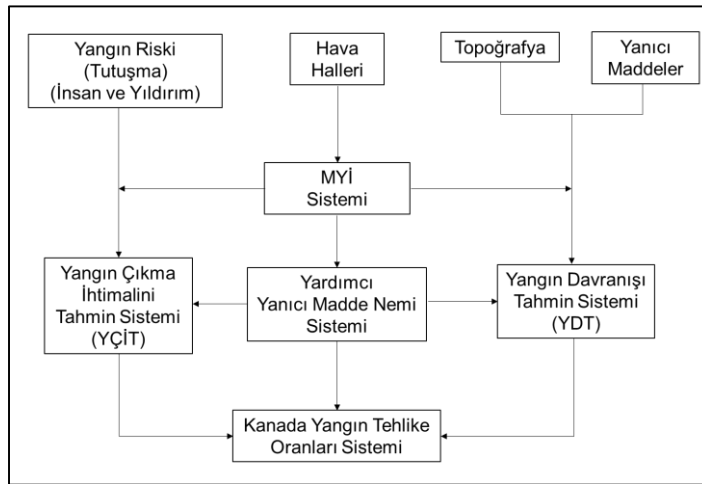 Yangın Riski
(Tutuşma)
(İnsan ve Yıldırım)
Hava
Halleri
Topoğrafya
Yanıcı
Maddeler
MYİ
Sistemi
Yangın Çıkma
İhtimalini
Tahmin Sistemi
(YÇİT)
Yardımcı
Yanıcı Madde Nemi
Sistemi
Yangın Davranışı
Tahmin Sistemi
(YDT)
Kanada Yangın Tehlike
Oranları Sistemi